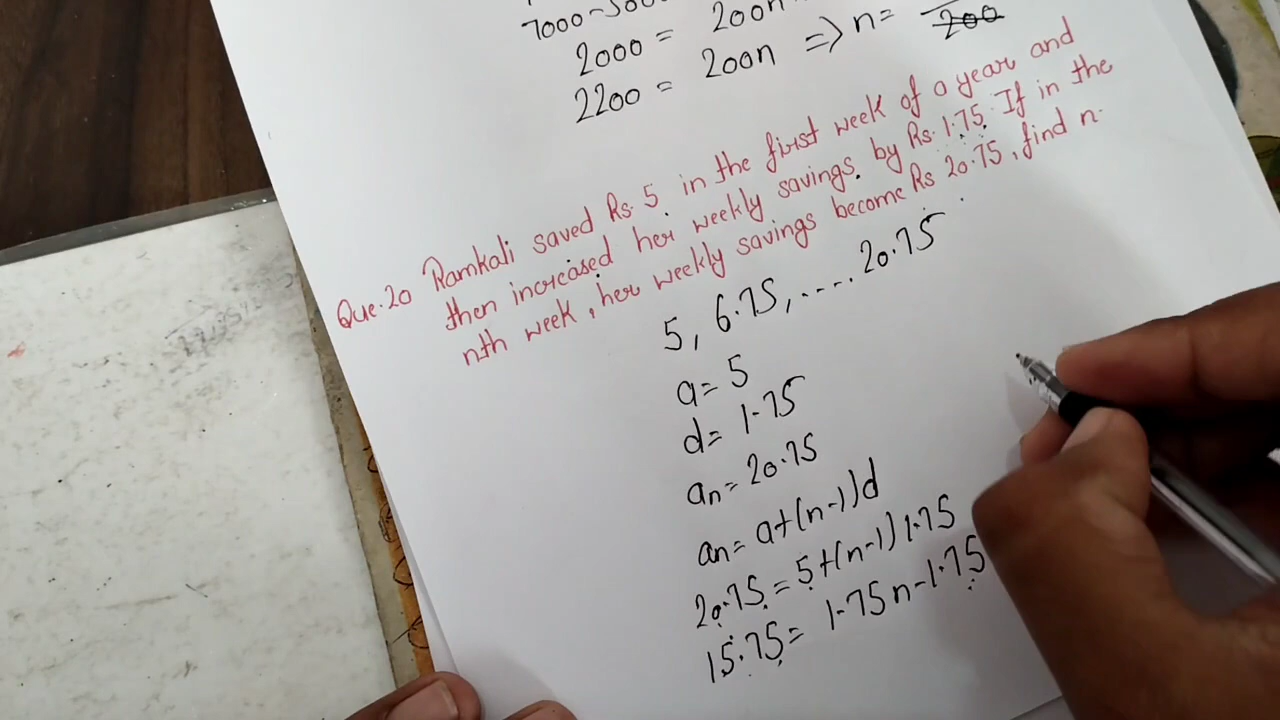 2000 = 200n
2200 = 200n => n=
200
Que.20 Ramkali saved Rs. 5 in the first week of a year and
then increased her weekly savings by Rs. 1.75. If in the
nth week, her weekly savings become Rs 20.75, find n.
5, 6.75, .... 20.75
a= 5
d= 1.75
an= 20.75
an= a+(n-1)d
20.75 = 5+(n-1)1.75
15.75 = 1.75n-1.75